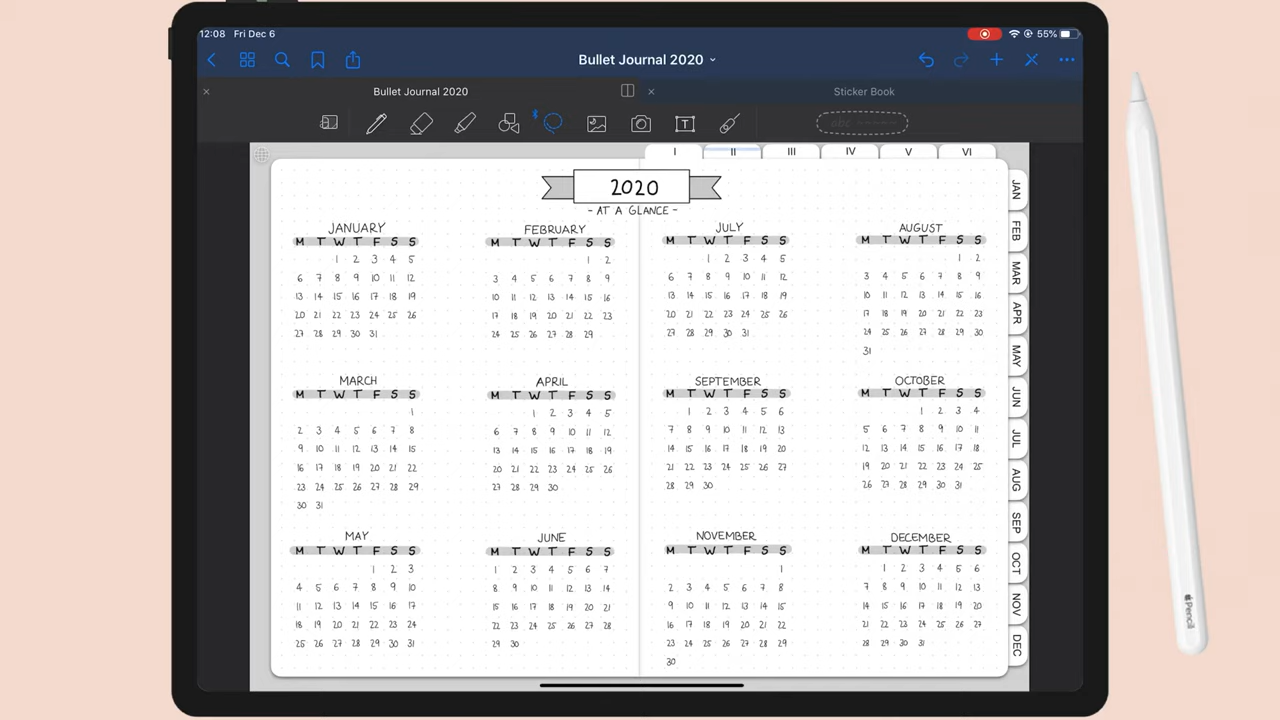 12:08 Fri Dec 6
55%
Bullet Journal 2020
Bullet Journal 2020
Sticker Book
I II III IV V VI
2020
- AT A GLANCE -
JANUARY
M T W T F S S
1 2 3 4 5
6 7 8 9 10 11 12
13 14 15 16 17 18 19
20 21 22 23 24 25 26
27 28 29 30 31
FEBRUARY
M T W T F S S
1 2
3 4 5 6 7 8 9
10 11 12 13 14 15 16
17 18 19 20 21 22 23
24 25 26 27 28 29
MARCH
M T W T F S S
1
2 3 4 5 6 7 8
9 10 11 12 13 14 15
16 17 18 19 20 21 22
23 24 25 26 27 28 29
30 31
APRIL
M T W T F S S
1 2 3 4 5
6 7 8 9 10 11 12
13 14 15 16 17 18 19
20 21 22 23 24 25 26
27 28 29 30
MAY
M T W T F S S
1 2 3
4 5 6 7 8 9 10
11 12 13 14 15 16 17
18 19 20 21 22 23 24
25 26 27 28 29 30 31
JUNE
M T W T F S S
1 2 3 4 5 6 7
8 9 10 11 12 13 14
15 16 17 18 19 20 21
22 23 24 25 26 27 28
29 30
JULY
M T W T F S S
1 2 3 4 5
6 7 8 9 10 11 12
13 14 15 16 17 18 19
20 21 22 23 24 25 26
27 28 29 30 31
AUGUST
M T W T F S S
1 2
3 4 5 6 7 8 9
10 11 12 13 14 15 16
17 18 19 20 21 22 23
24 25 26 27 28 29 30
31
SEPTEMBER
M T W T F S S
1 2 3 4 5 6
7 8 9 10 11 12 13
14 15 16 17 18 19 20
21 22 23 24 25 26 27
28 29 30
OCTOBER
M T W T F S S
1 2 3 4
5 6 7 8 9 10 11
12 13 14 15 16 17 18
19 20 21 22 23 24 25
26 27 28 29 30 31
NOVEMBER
M T W T F S S
1
2 3 4 5 6 7 8
9 10 11 12 13 14 15
16 17 18 19 20 21 22
23 24 25 26 27 28 29
30
DECEMBER
M T W T F S S
1 2 3 4 5 6
7 8 9 10 11 12 13
14 15 16 17 18 19 20
21 22 23 24 25 26 27
28 29 30 31
JAN
FEB
MAR
APR
MAY
JUN
JUL
AUG
SEP
OCT
NOV
DEC
Pencil